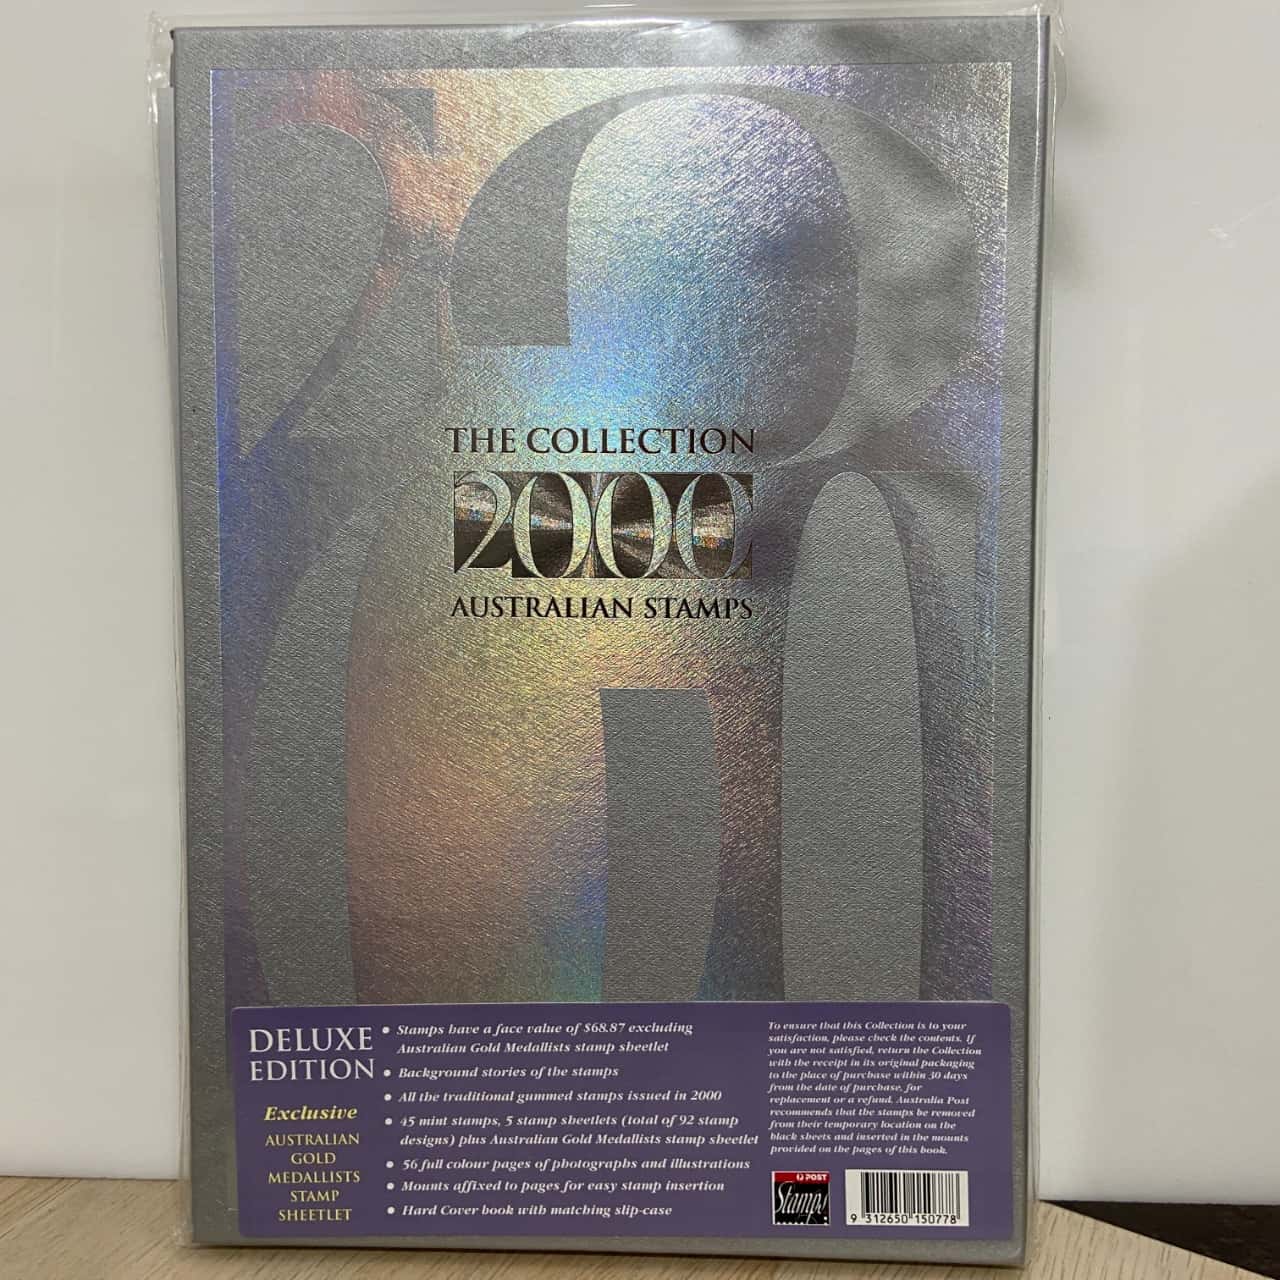 THE COLLECTION
2000
AUSTRALIAN STAMPS
DELUXE
EDITION
Exclusive
AUSTRALIAN
GOLD
MEDALLISTS
STAMP
SHEETLET
• Stamps have a face value of $68.87 excluding
Australian Gold Medallists stamp sheetlet
• Background stories of the stamps
• All the traditional gummed stamps issued in 2000
• 45 mint stamps, 5 stamp sheetlets (total of 92 stamp
designs) plus Australian Gold Medallists stamp sheetlet
• 56 full colour pages of photographs and illustrations
• Mounts affixed to pages for easy stamp insertion
• Hard Cover book with matching slip-case
To ensure that this Collection is to your
satisfaction, please check the contents. If
you are not satisfied, return the Collection
with the receipt in its original packaging
to the place of purchase within 30 days
from the date of purchase, for
replacement or a refund. Australia Post
recommends that the stamps be removed
from their temporary location on the
black sheets and inserted in the mounts
provided on the pages of this book.
POST
Stamps!
9 312650 150778